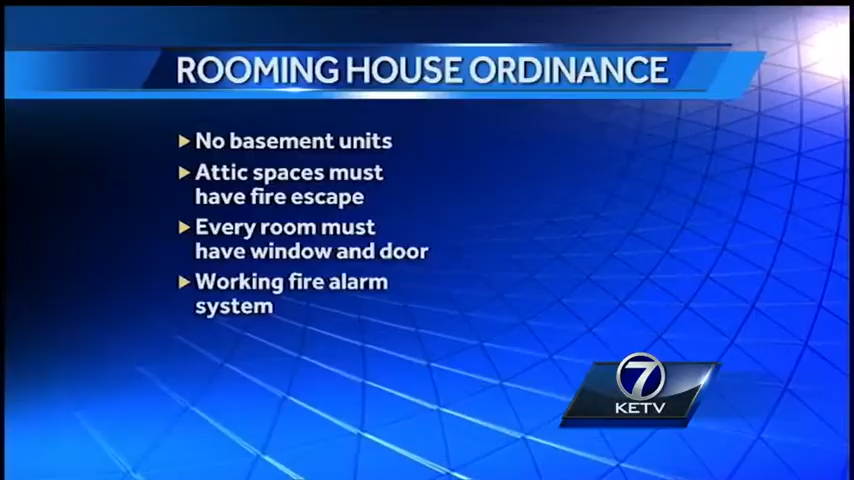 ROOMING HOUSE ORDINANCE
No basement units
Attic spaces must
have fire escape
Every room must
have window and door
Working fire alarm
system
7
KETV